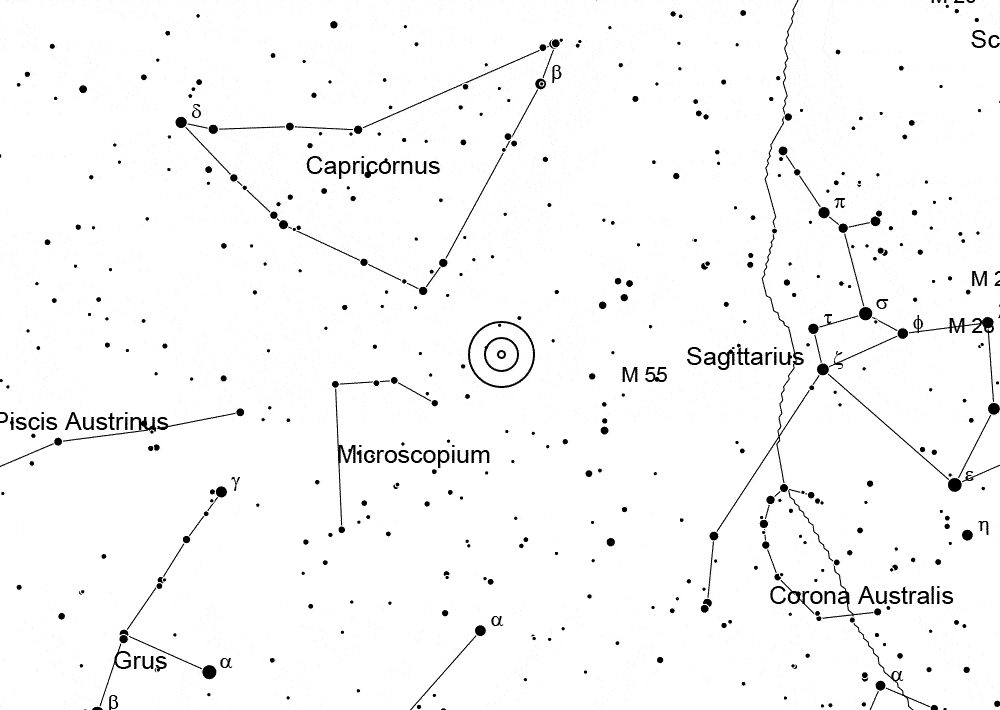 Sc
β
δ
Capricornus
π
M 2
σ
τ
ϕ
M 28
Sagittarius
ζ
M 55
Piscis Austrinus
Microscopium
γ
ε
η
Corona Australis
α
Grus
α
α
β